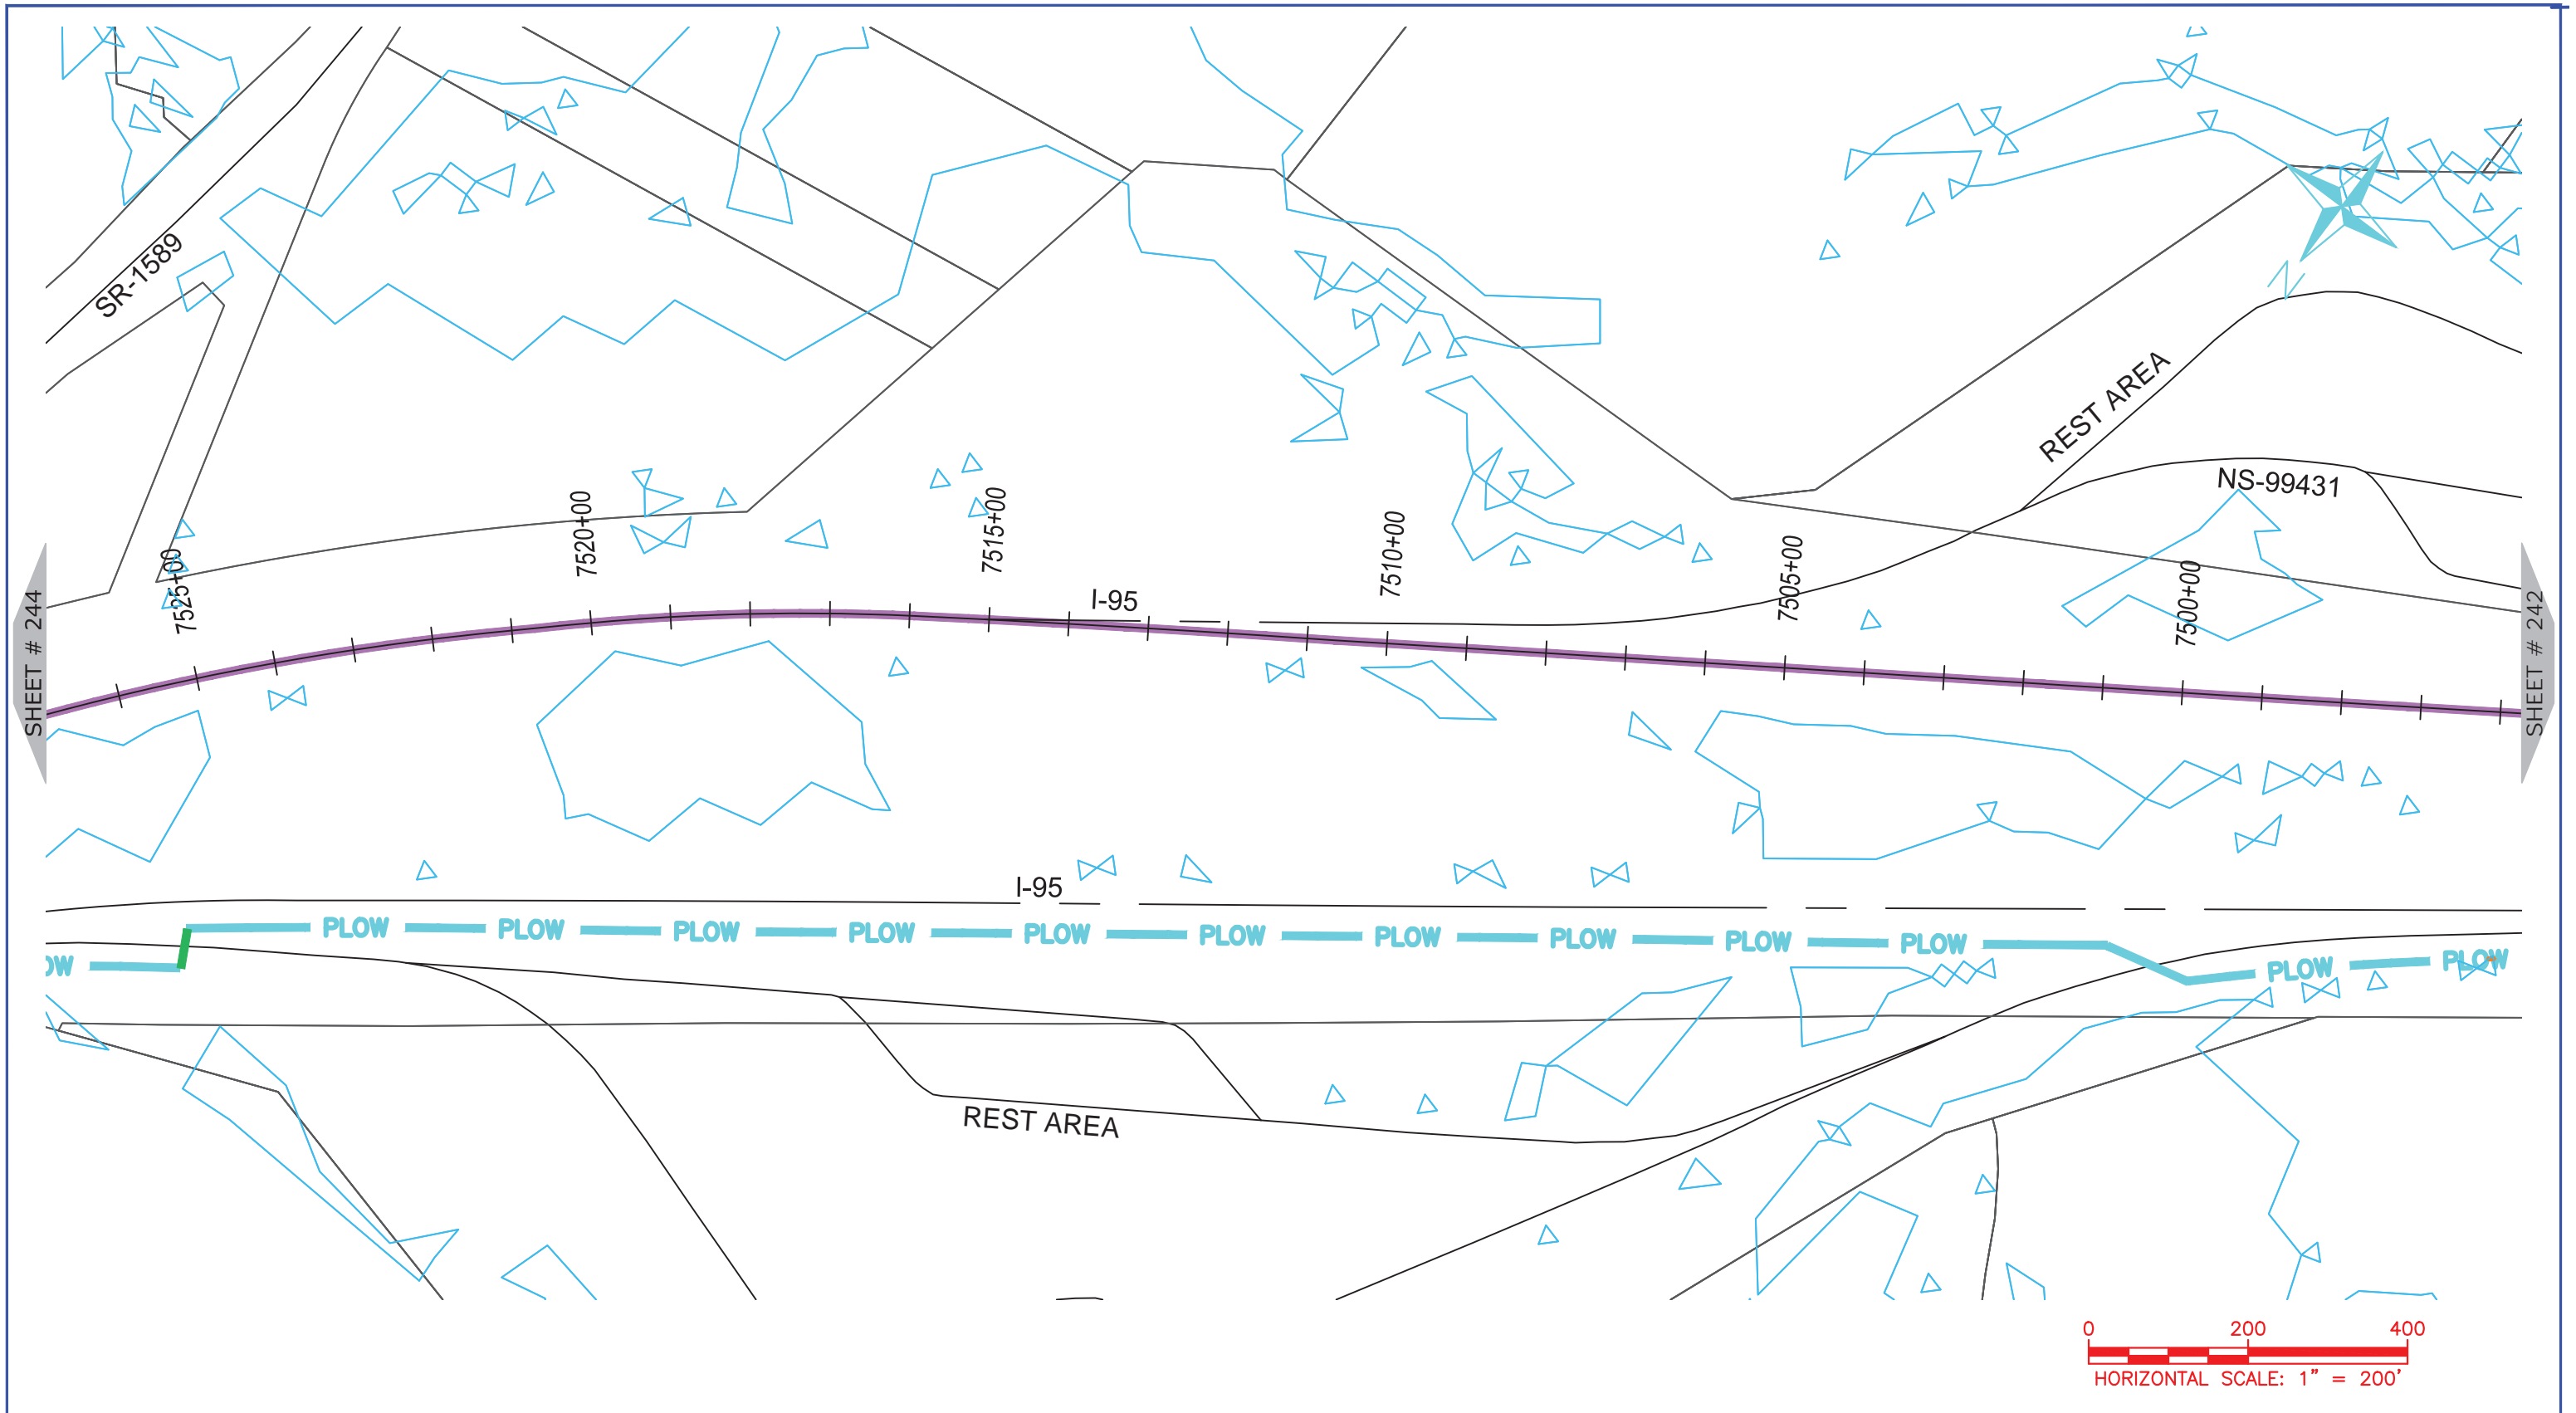 SR-1589
REST AREA
NS-99431
7525+00
7520+00
7515+00
7510+00
7505+00
7500+00
N
I-95
SHEET # 244
SHEET # 242
I-95
PLOW PLOW PLOW PLOW PLOW PLOW PLOW PLOW PLOW PLOW
OW PLOW PLOW
REST AREA
0 200 400
HORIZONTAL SCALE: 1" = 200'